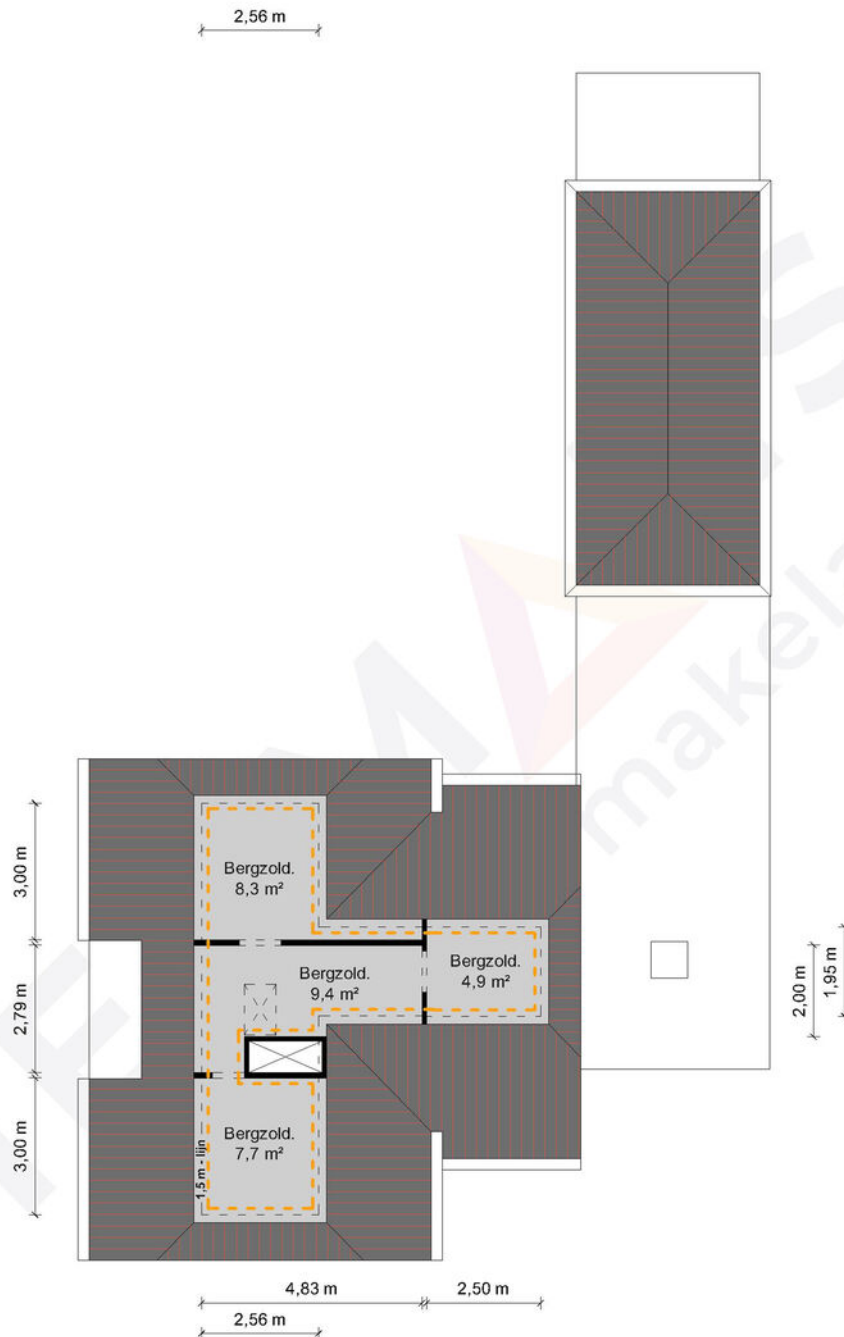 2,56 m
3,00 m
2,79 m
3,00 m
Bergzold.
8,3 m²
Bergzold.
9,4 m²
Bergzold.
4,9 m²
Bergzold.
7,7 m²
1,5 m - lijn
2,00 m
1,95 m
4,83 m
2,50 m
2,56 m
makela